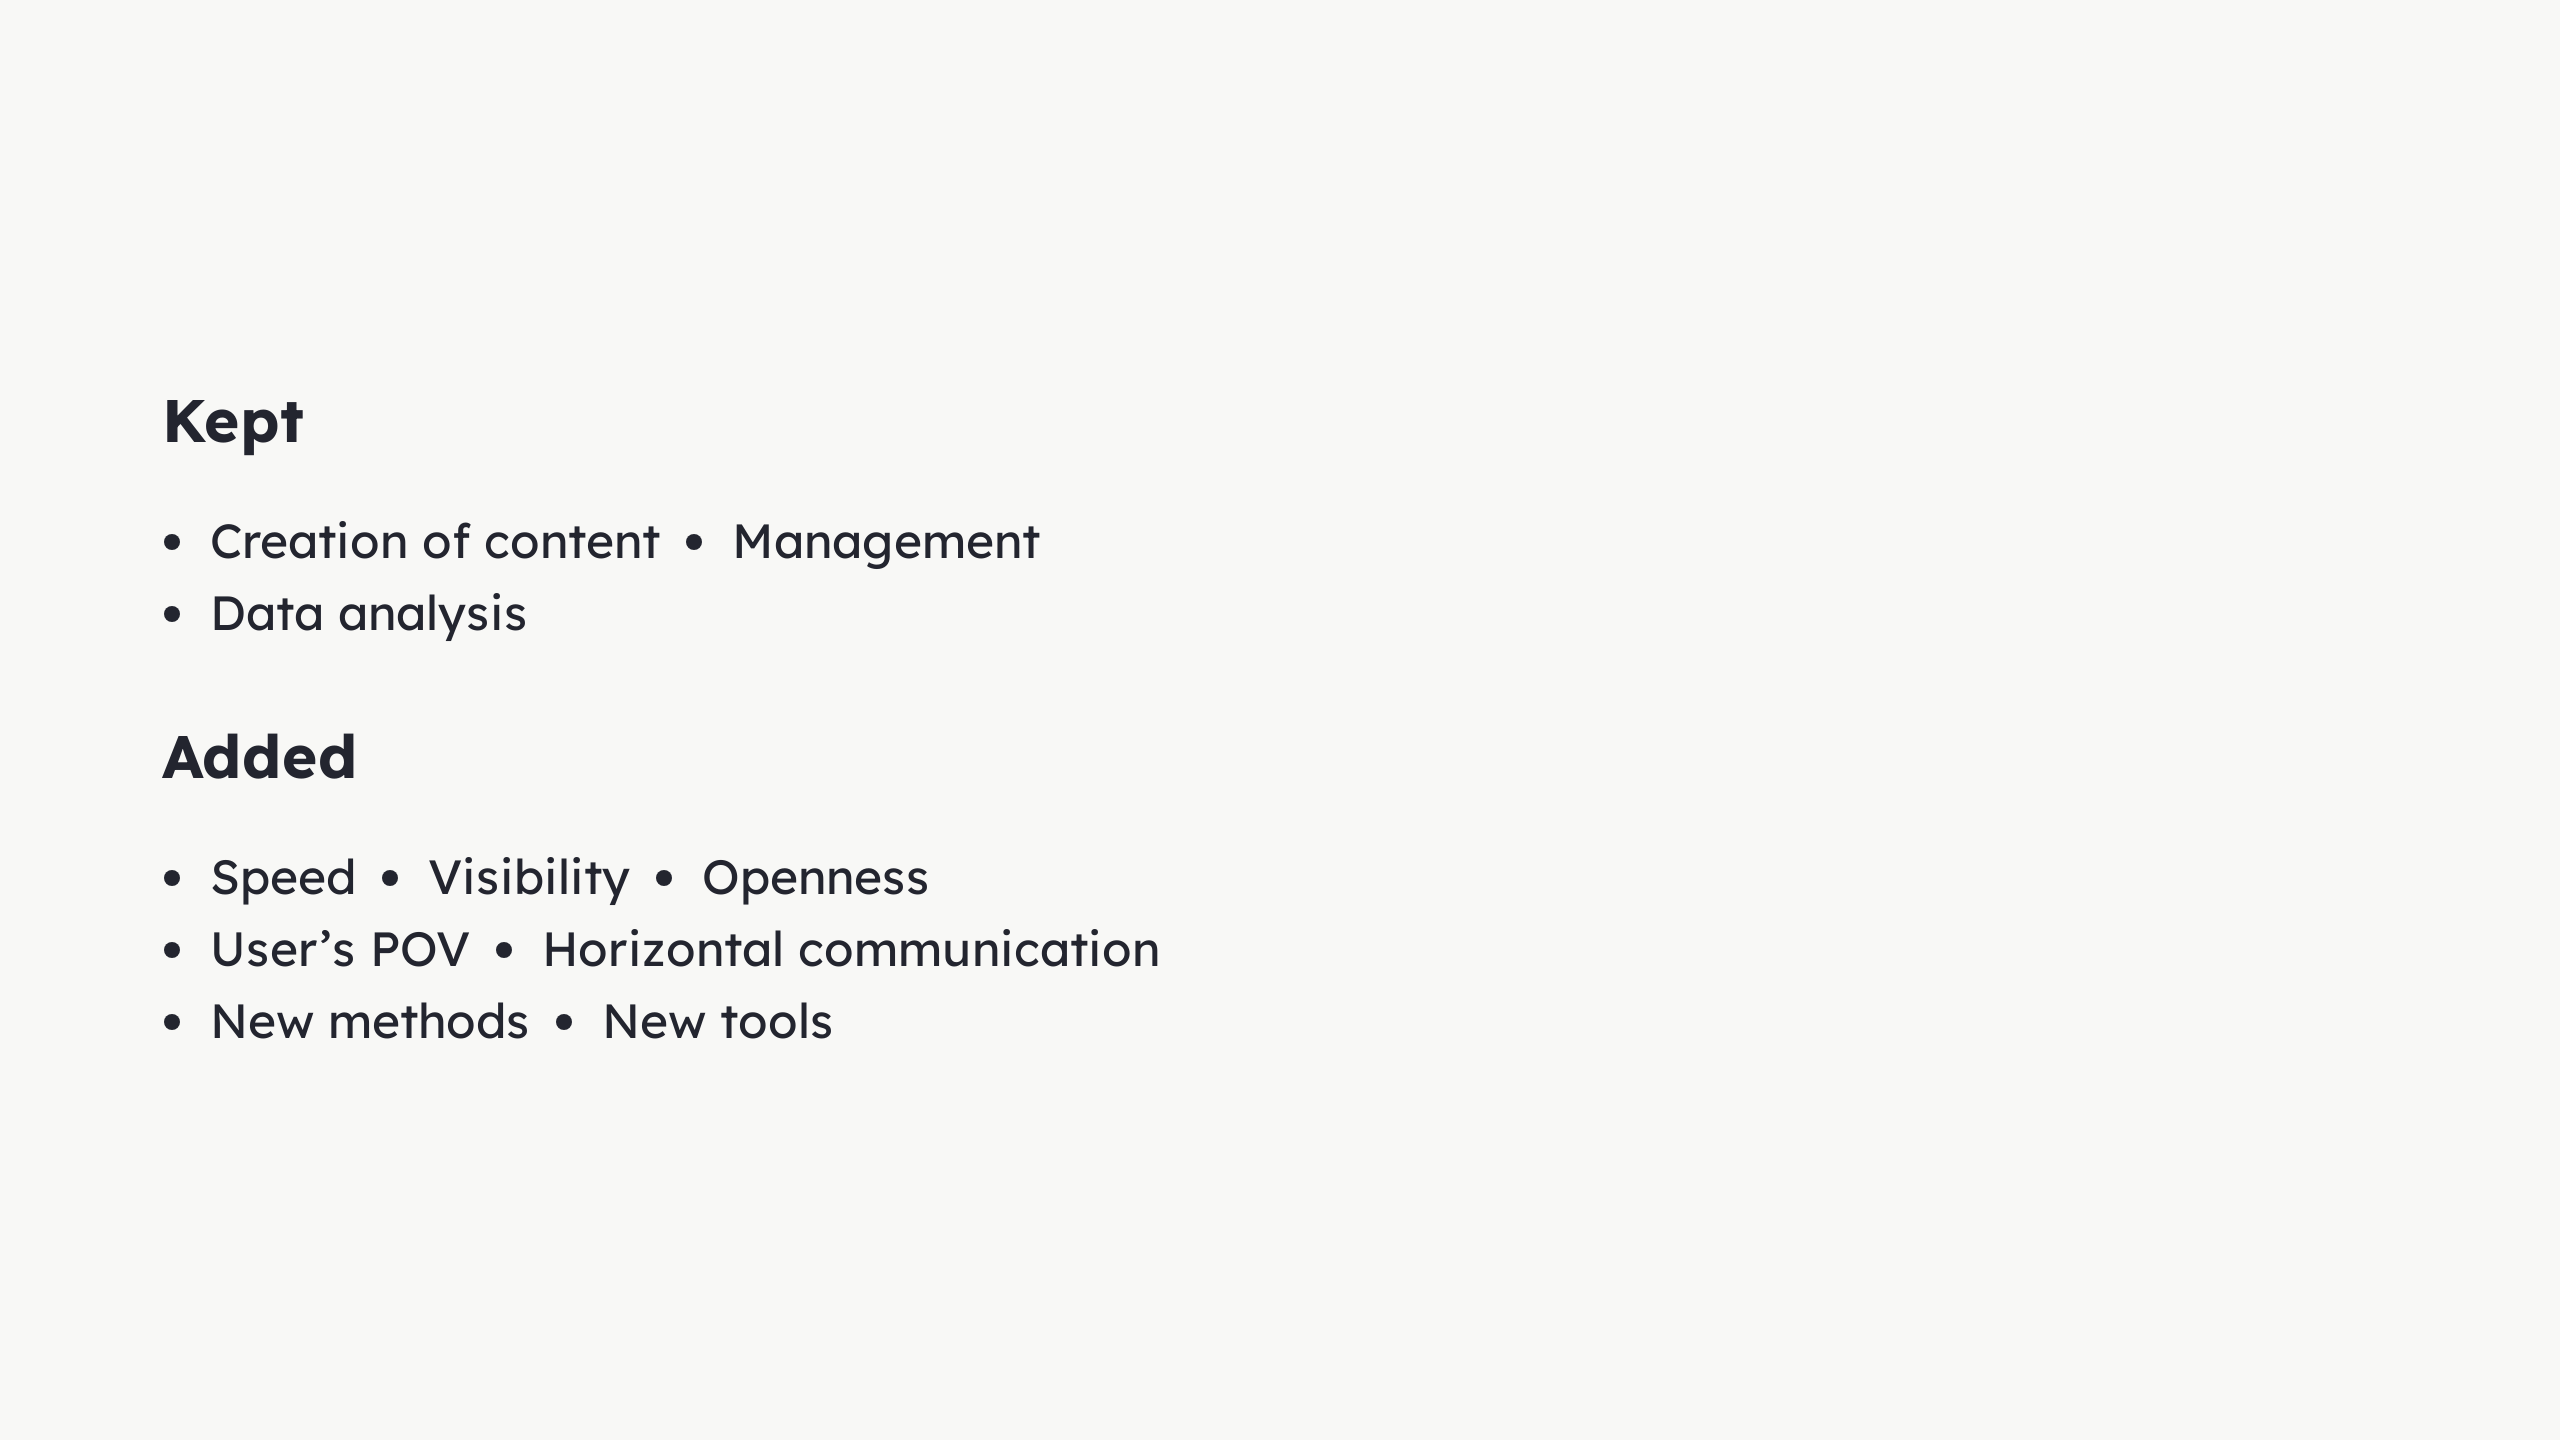 Kept
• Creation of content • Management
• Data analysis
Added
• Speed • Visibility • Openness
• User’s POV • Horizontal communication
• New methods • New tools